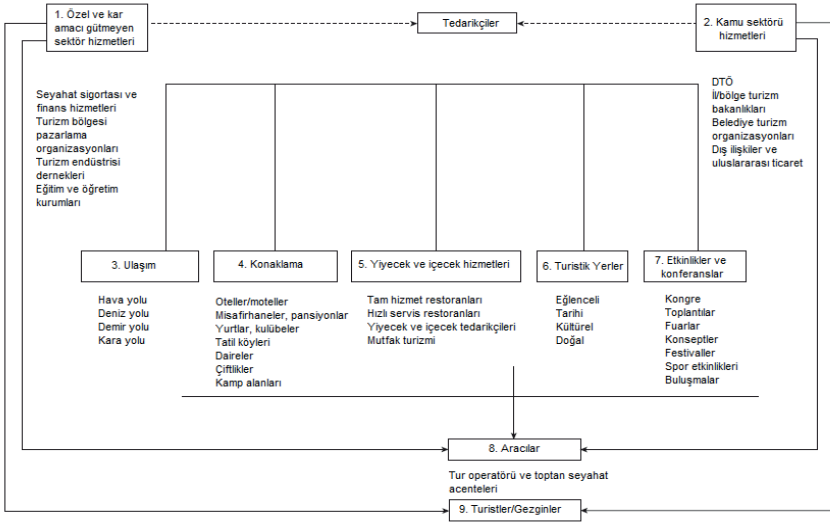 1. Özel ve kar
amacı gütmeyen
sektör hizmetleri
Tedarikçiler
2. Kamu sektörü
hizmetleri
Seyahat sigortası ve
finans hizmetleri
Turizm bölgesi
pazarlama
organizasyonları
Turizm endüstrisi
dernekleri
Eğitim ve öğretim
kurumları
DTÖ
İl/bölge turizm
bakanlıkları
Belediye turizm
organizasyonları
Dış ilişkiler ve
uluslararası ticaret
3. Ulaşım
4. Konaklama
5. Yiyecek ve içecek hizmetleri
6. Turistik Yerler
7. Etkinlikler ve
konferanslar
Hava yolu
Deniz yolu
Demir yolu
Kara yolu
Oteller/moteller
Misafirhaneler, pansiyonlar
Yurtlar, kulübeler
Tatil köyleri
Daireler
Çiftlikler
Kamp alanları
Tam hizmet restoranları
Hızlı servis restoranları
Yiyecek ve içecek tedarikçileri
Mutfak turizmi
Eğlenceli
Tarihi
Kültürel
Doğal
Kongre
Toplantılar
Fuarlar
Konseptler
Festivaller
Spor etkinlikleri
Buluşmalar
8. Aracılar
Tur operatörü ve toptan seyahat
acenteleri
9. Turistler/Gezginler